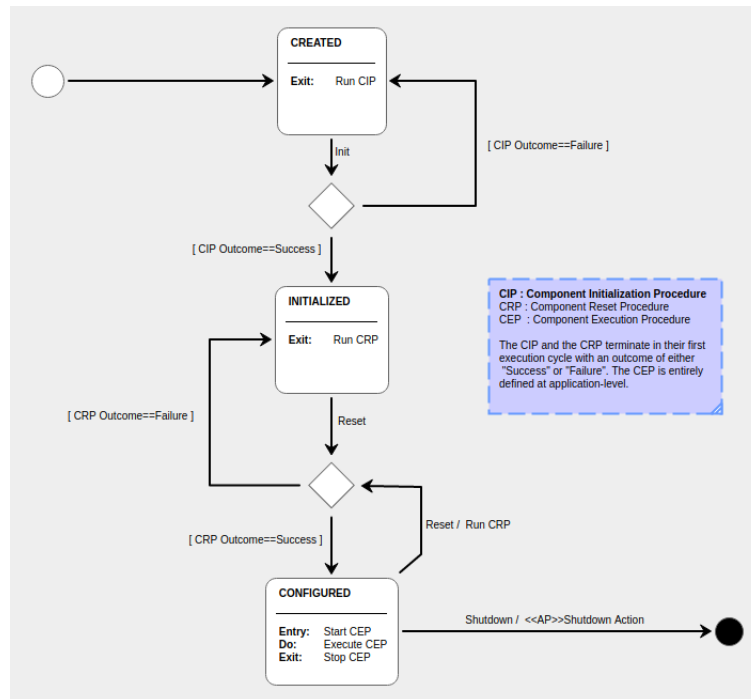 CREATED
Exit: Run CIP
[ CIP Outcome==Failure ]
Init
[ CIP Outcome==Success ]
INITIALIZED
Exit: Run CRP
CIP : Component Initialization Procedure
CRP : Component Reset Procedure
CEP : Component Execution Procedure
The CIP and the CRP terminate in their first
execution cycle with an outcome of either
"Success" or "Failure". The CEP is entirely
defined at application-level.
[ CRP Outcome==Failure ]
Reset
Reset / Run CRP
[ CRP Outcome==Success ]
CONFIGURED
Entry: Start CEP
Do: Execute CEP
Exit: Stop CEP
Shutdown / <<AP>>Shutdown Action